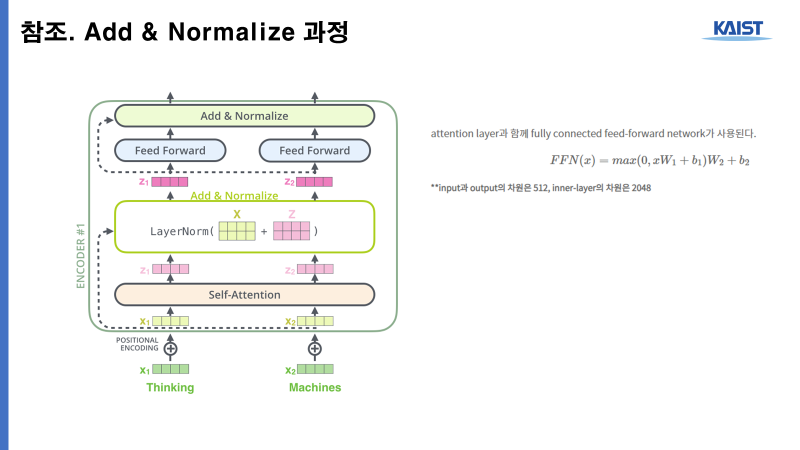 참조. Add & Normalize 과정
KAIST
Add & Normalize
Feed Forward
Feed Forward
z1
z2
Add & Normalize
X
Z
LayerNorm( + )
ENCODER #1
z1
z2
Self-Attention
x1
x2
POSITIONAL
ENCODING
x1
x2
Thinking
Machines
attention layer과 함께 fully connected feed-forward network가 사용된다.
FFN(x) = max(0, xW1 + b1)W2 + b2
**input과 output의 차원은 512, inner-layer의 차원은 2048